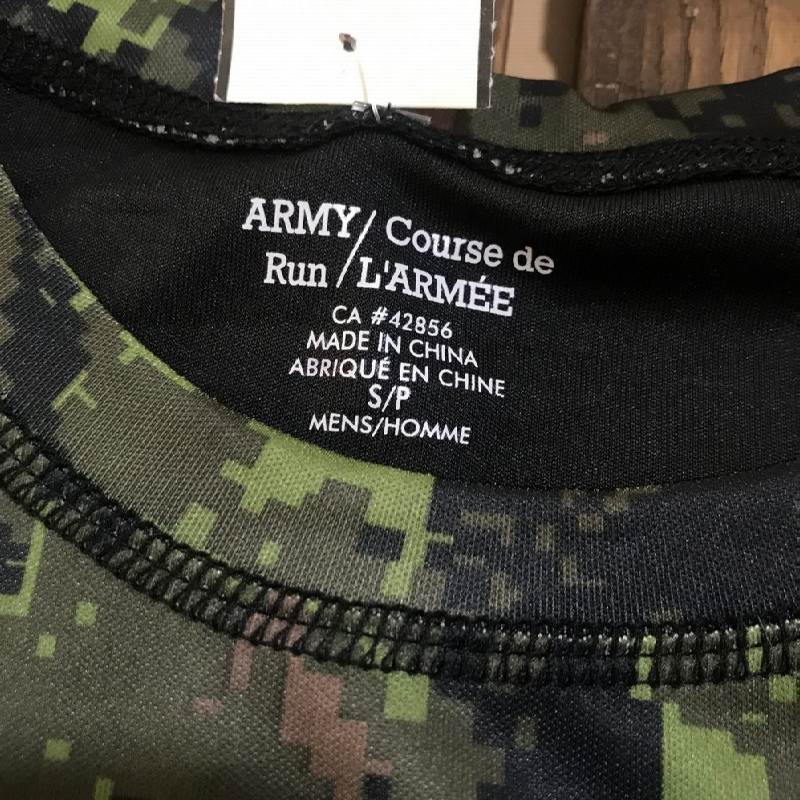 ARMY/ Course de
Run / L'ARMÉE
CA #42856
MADE IN CHINA
ABRIQUÉ EN CHINE
S/P
MENS/HOMME